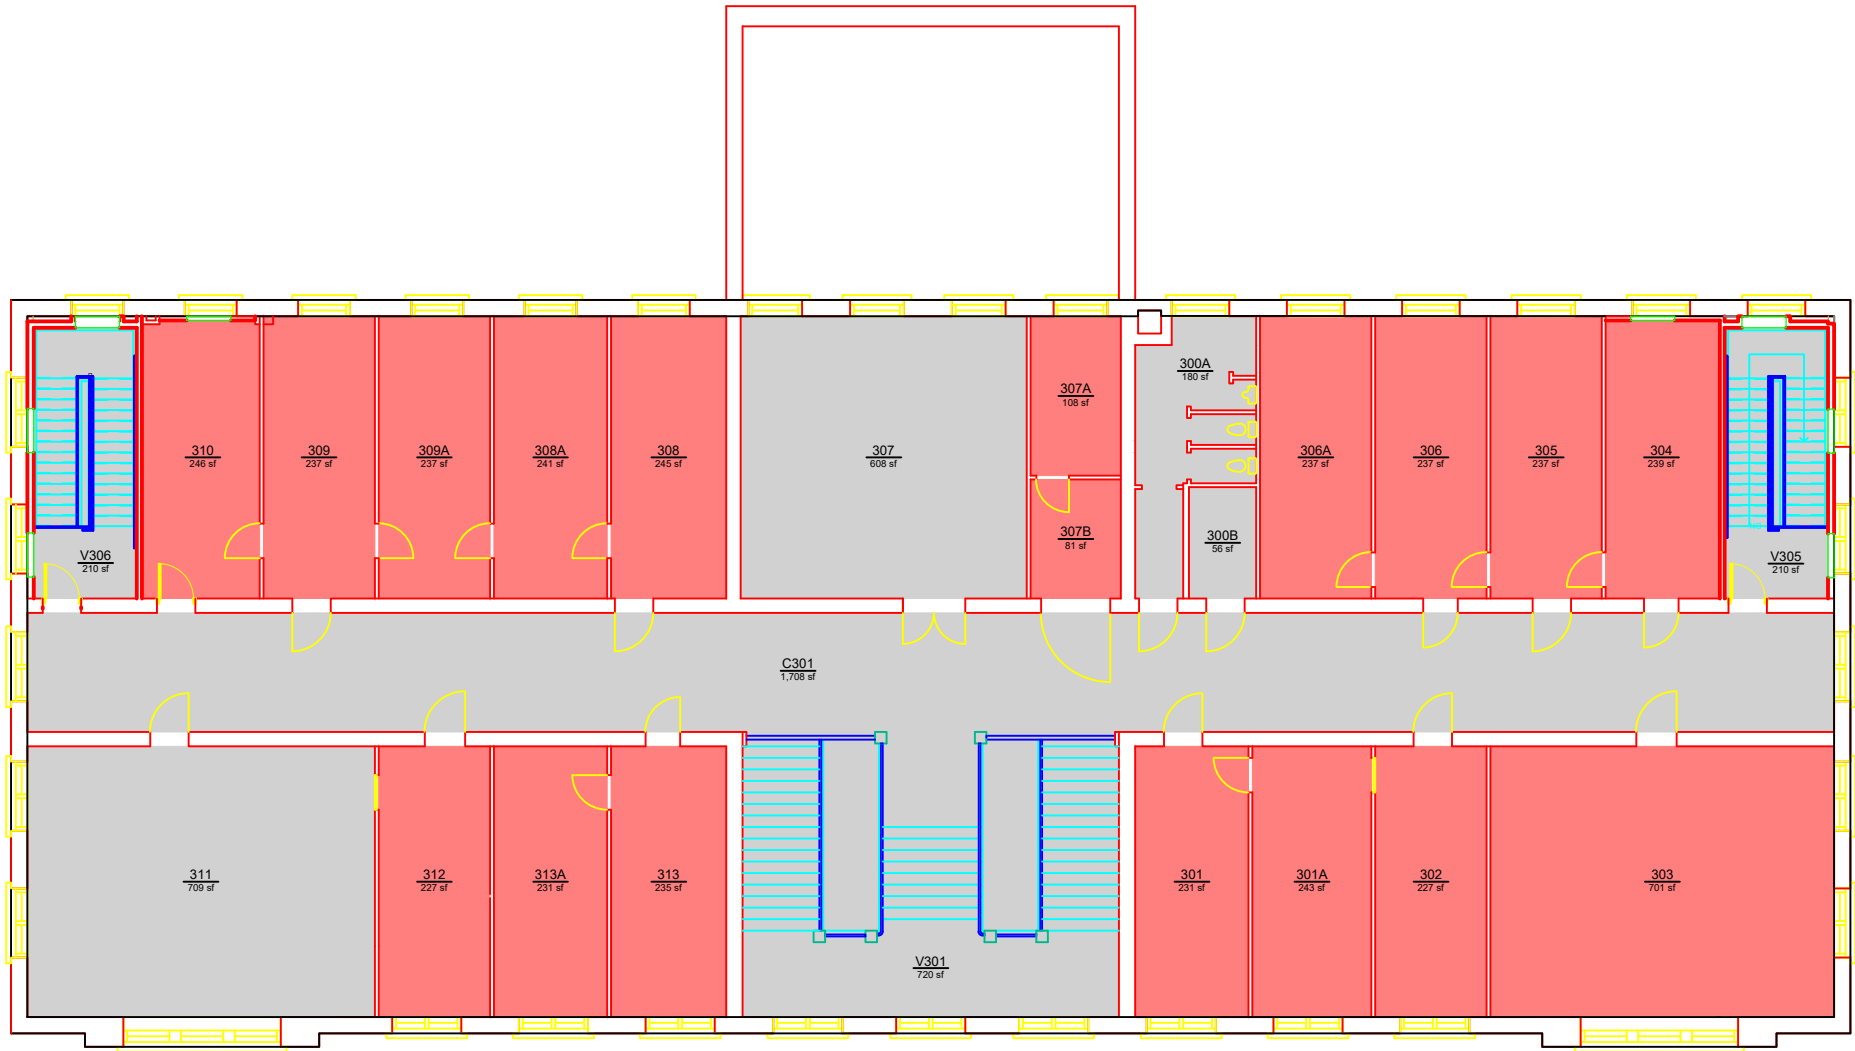 300A
180 sf
307A
108 sf
310
246 sf
309
237 sf
309A
237 sf
308A
241 sf
308
245 sf
307
608 sf
306A
237 sf
306
237 sf
305
237 sf
304
239 sf
307B
81 sf
300B
56 sf
V306
210 sf
V305
210 sf
C301
1,708 sf
311
709 sf
312
227 sf
313A
231 sf
313
235 sf
301
231 sf
301A
243 sf
302
227 sf
303
701 sf
V301
720 sf